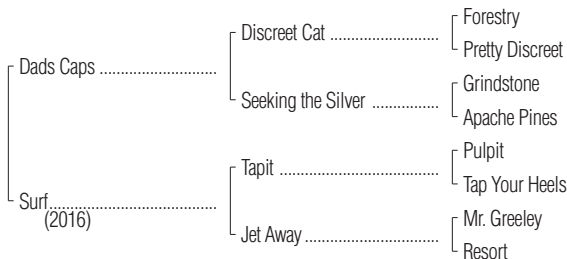 Forestry
Discreet Cat ....................
Pretty Discreet
Dads Caps ......................
Grindstone
Seeking the Silver ............
Apache Pines
Pulpit
Tapit .............................
Tap Your Heels
Surf................................
(2016)
Mr. Greeley
Jet Away ........................
Resort